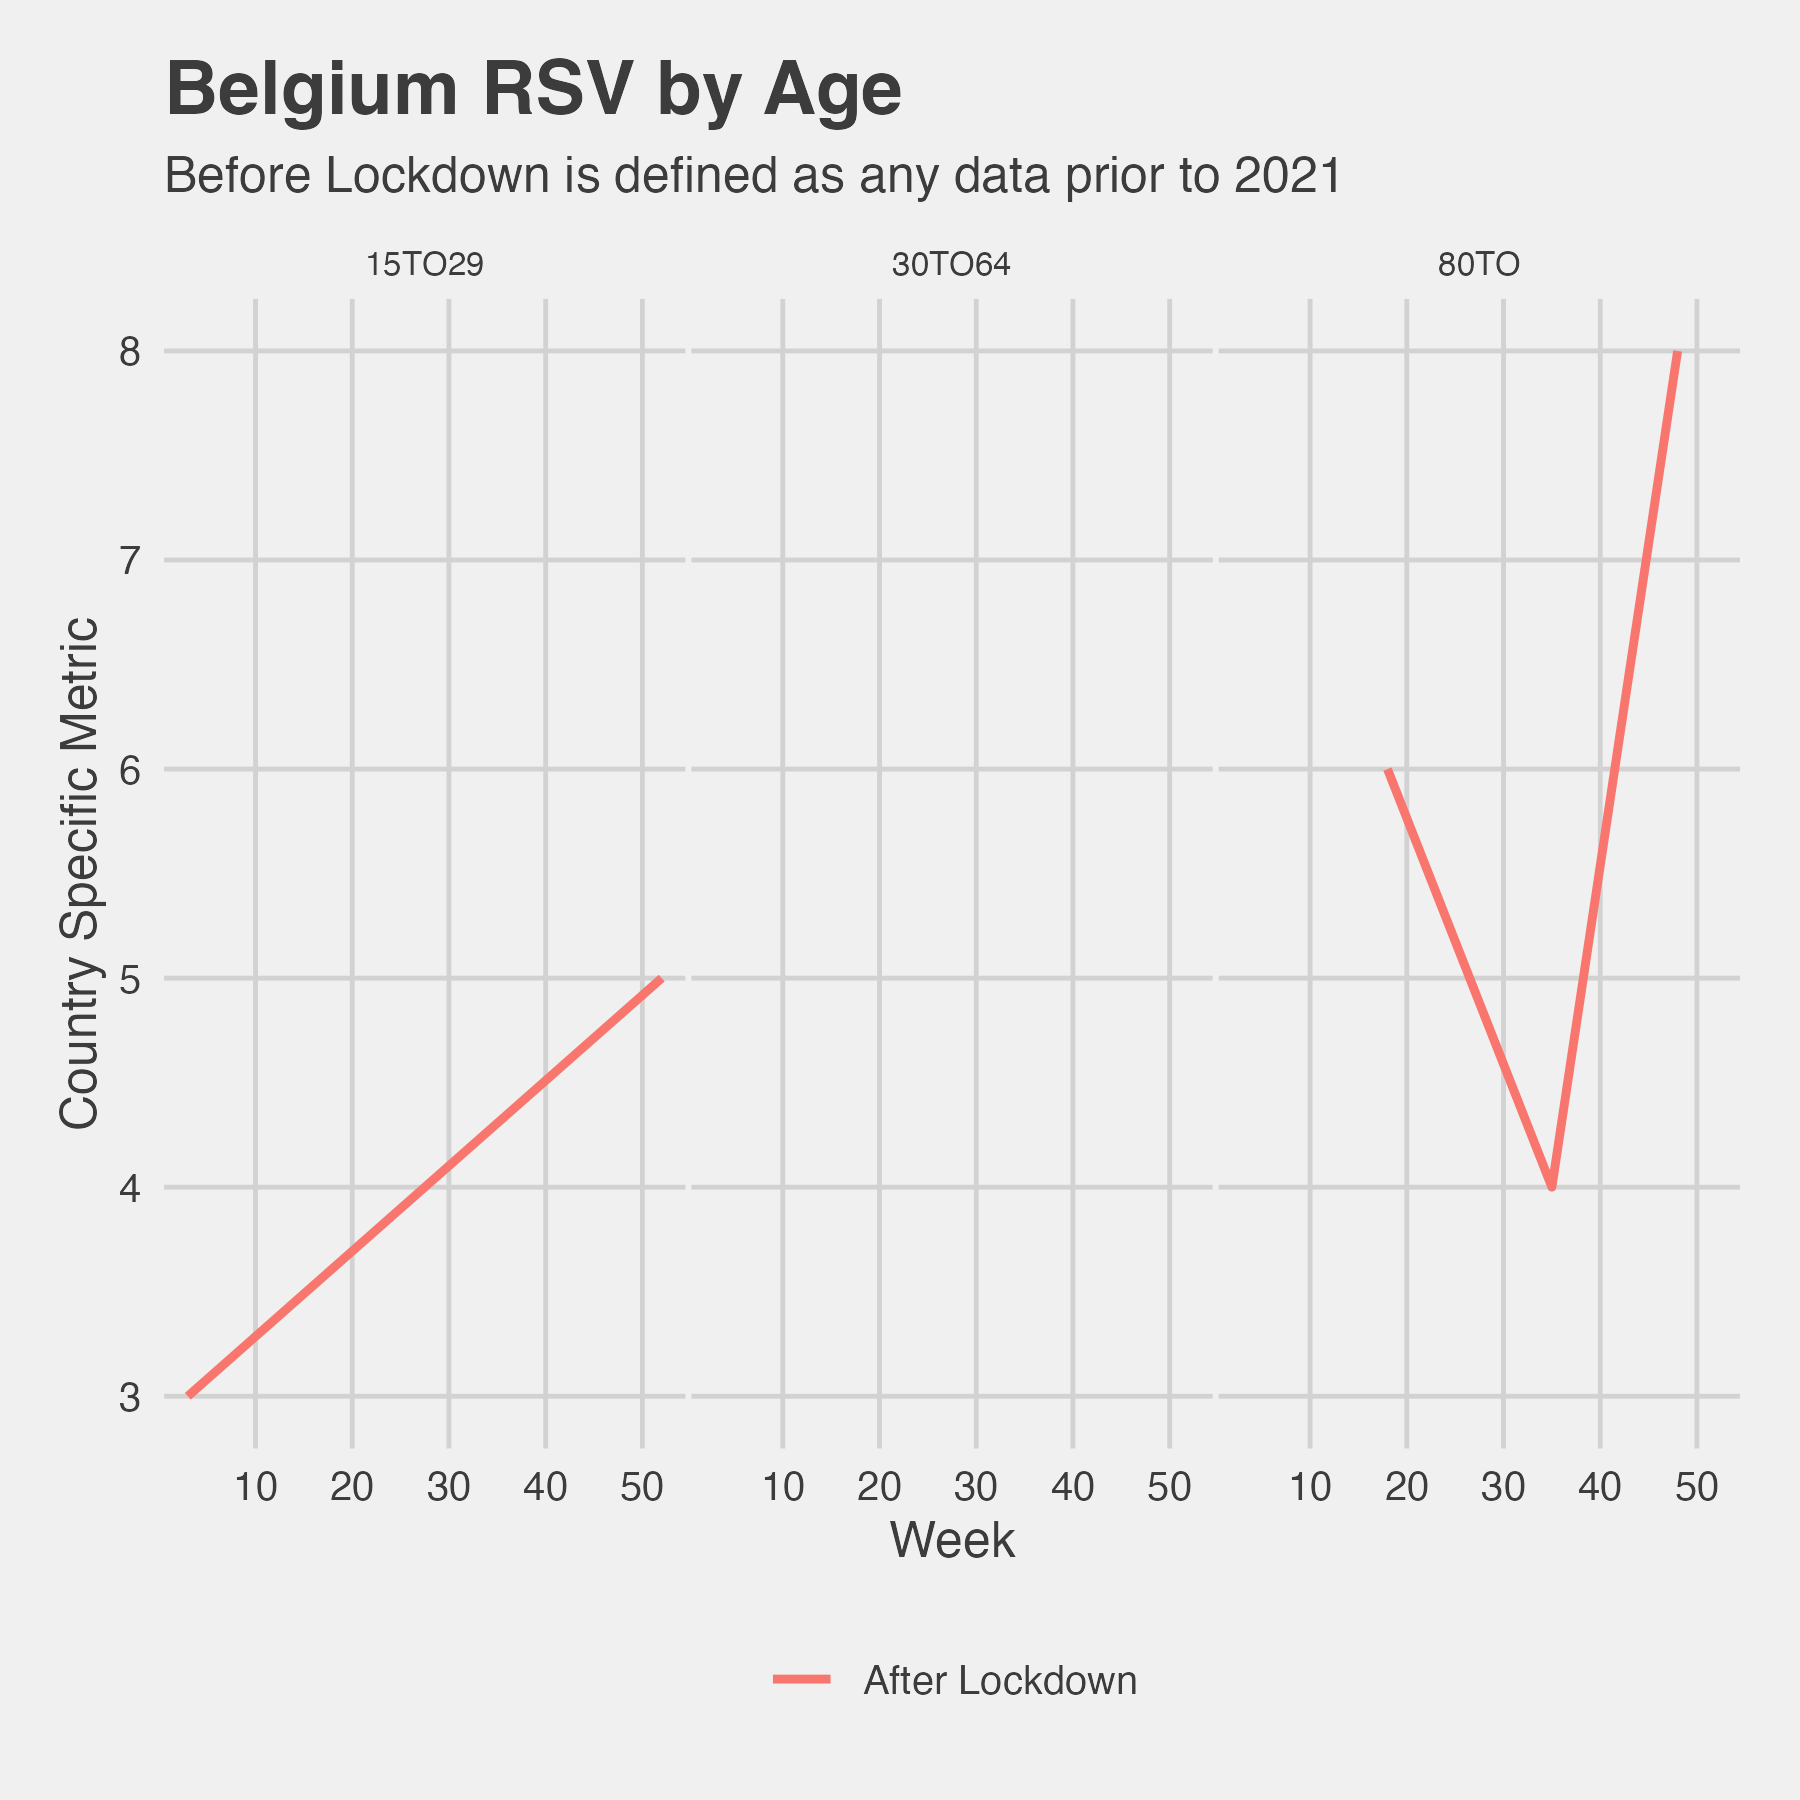 Belgium RSV by Age
Before Lockdown is defined as any data prior to 2021
15TO29 30TO64 80TO
8
7
6
5
4
3
Country Specific Metric
10 20 30 40 50 10 20 30 40 50 10 20 30 40 50
Week
After Lockdown